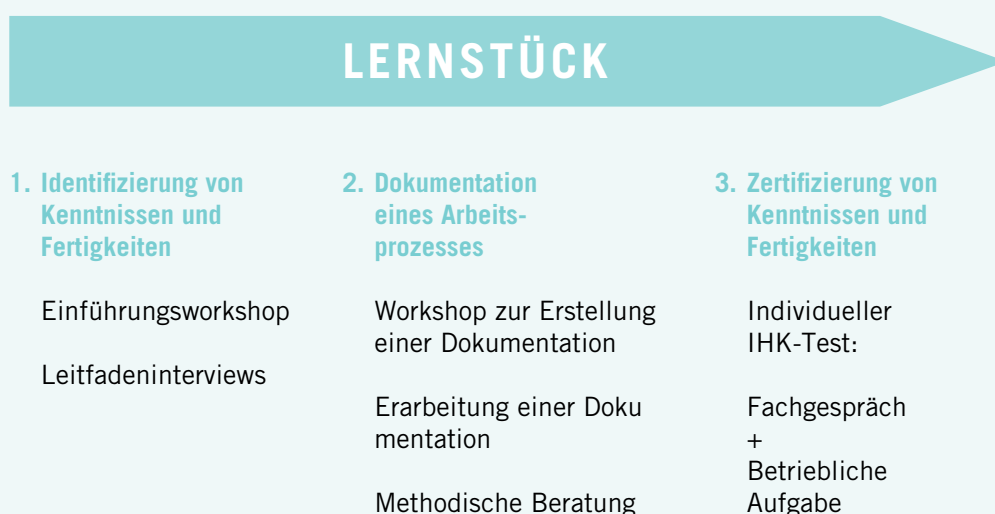 LERNSTÜCK
1. Identifizierung von
Kenntnissen und
Fertigkeiten
Einführungsworkshop
Leitfadeninterviews
2. Dokumentation
eines Arbeits-
prozesses
Workshop zur Erstellung
einer Dokumentation
Erarbeitung einer Doku
mentation
Methodische Beratung
3. Zertifizierung von
Kenntnissen und
Fertigkeiten
Individueller
IHK-Test:
Fachgespräch
+
Betriebliche
Aufgabe